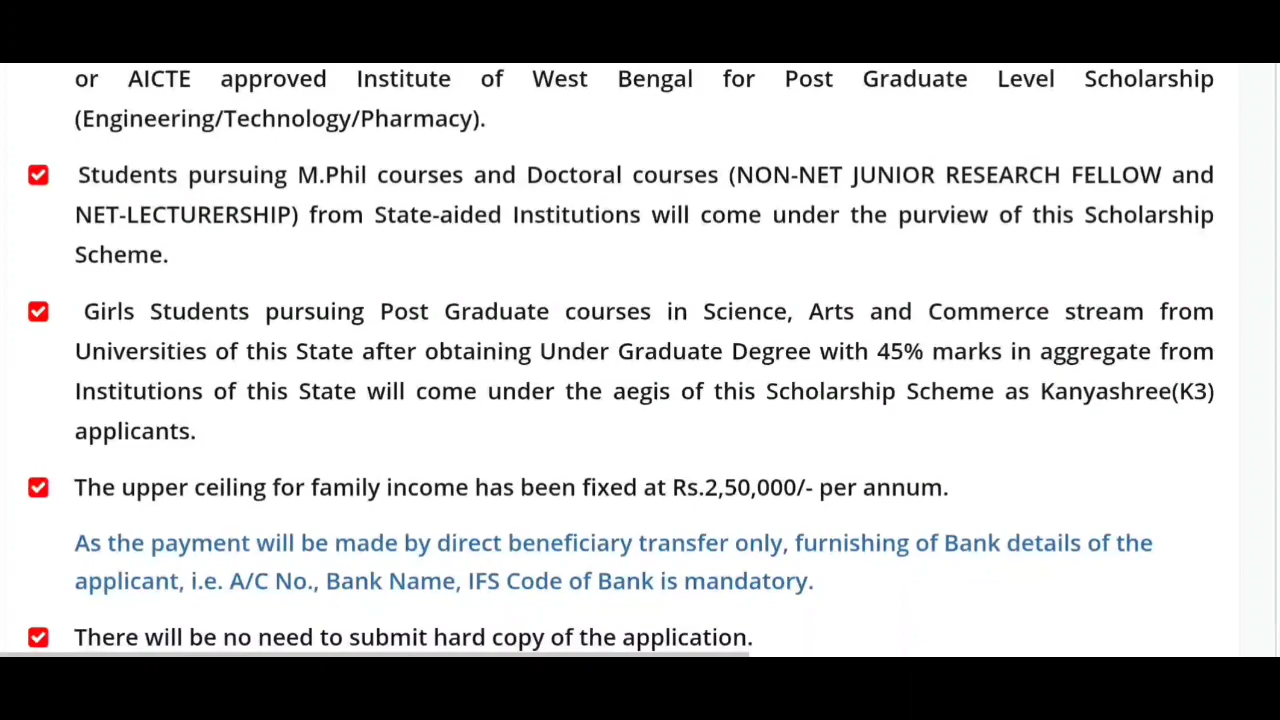 or AICTE approved Institute of West Bengal for Post Graduate Level Scholarship
(Engineering/Technology/Pharmacy).
Students pursuing M.Phil courses and Doctoral courses (NON-NET JUNIOR RESEARCH FELLOW and
NET-LECTURERSHIP) from State-aided Institutions will come under the purview of this Scholarship
Scheme.
Girls Students pursuing Post Graduate courses in Science, Arts and Commerce stream from
Universities of this State after obtaining Under Graduate Degree with 45% marks in aggregate from
Institutions of this State will come under the aegis of this Scholarship Scheme as Kanyashree(K3)
applicants.
The upper ceiling for family income has been fixed at Rs.2,50,000/- per annum.
As the payment will be made by direct beneficiary transfer only, furnishing of Bank details of the
applicant, i.e. A/C No., Bank Name, IFS Code of Bank is mandatory.
There will be no need to submit hard copy of the application.